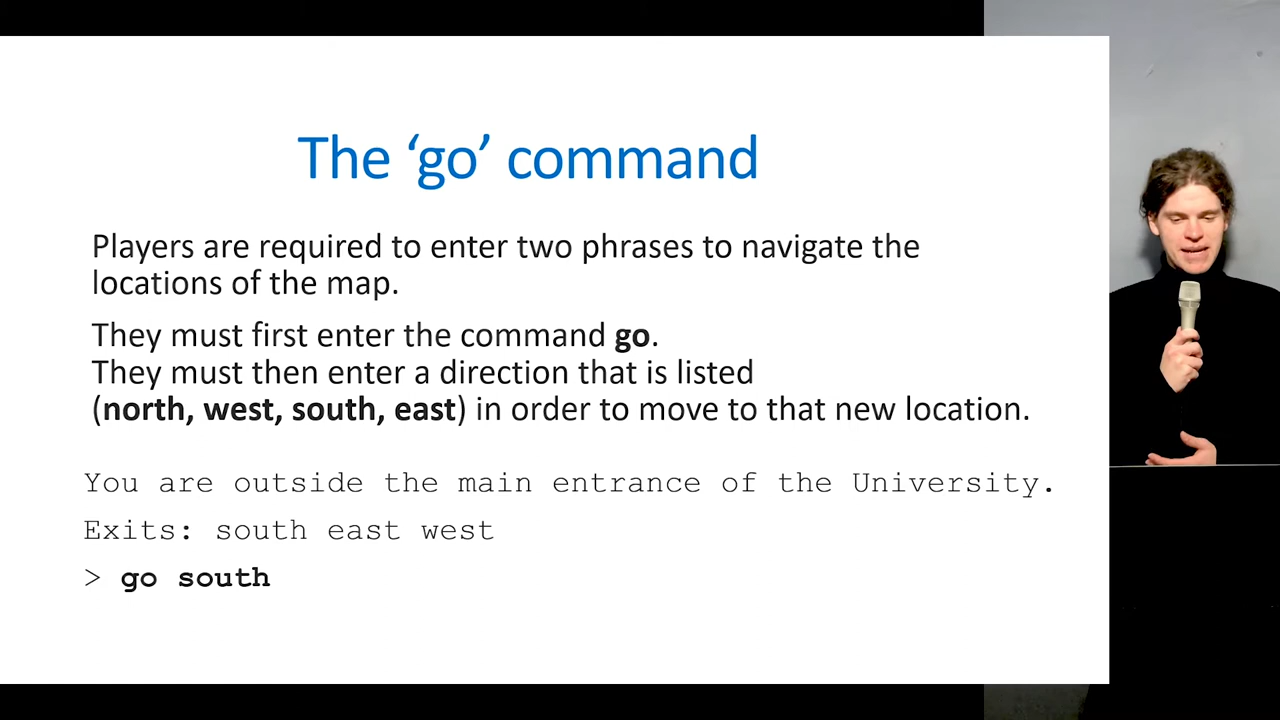 The ‘go’ command
Players are required to enter two phrases to navigate the
locations of the map.
They must first enter the command go.
They must then enter a direction that is listed
(north, west, south, east) in order to move to that new location.
You are outside the main entrance of the University.
Exits: south east west
> go south